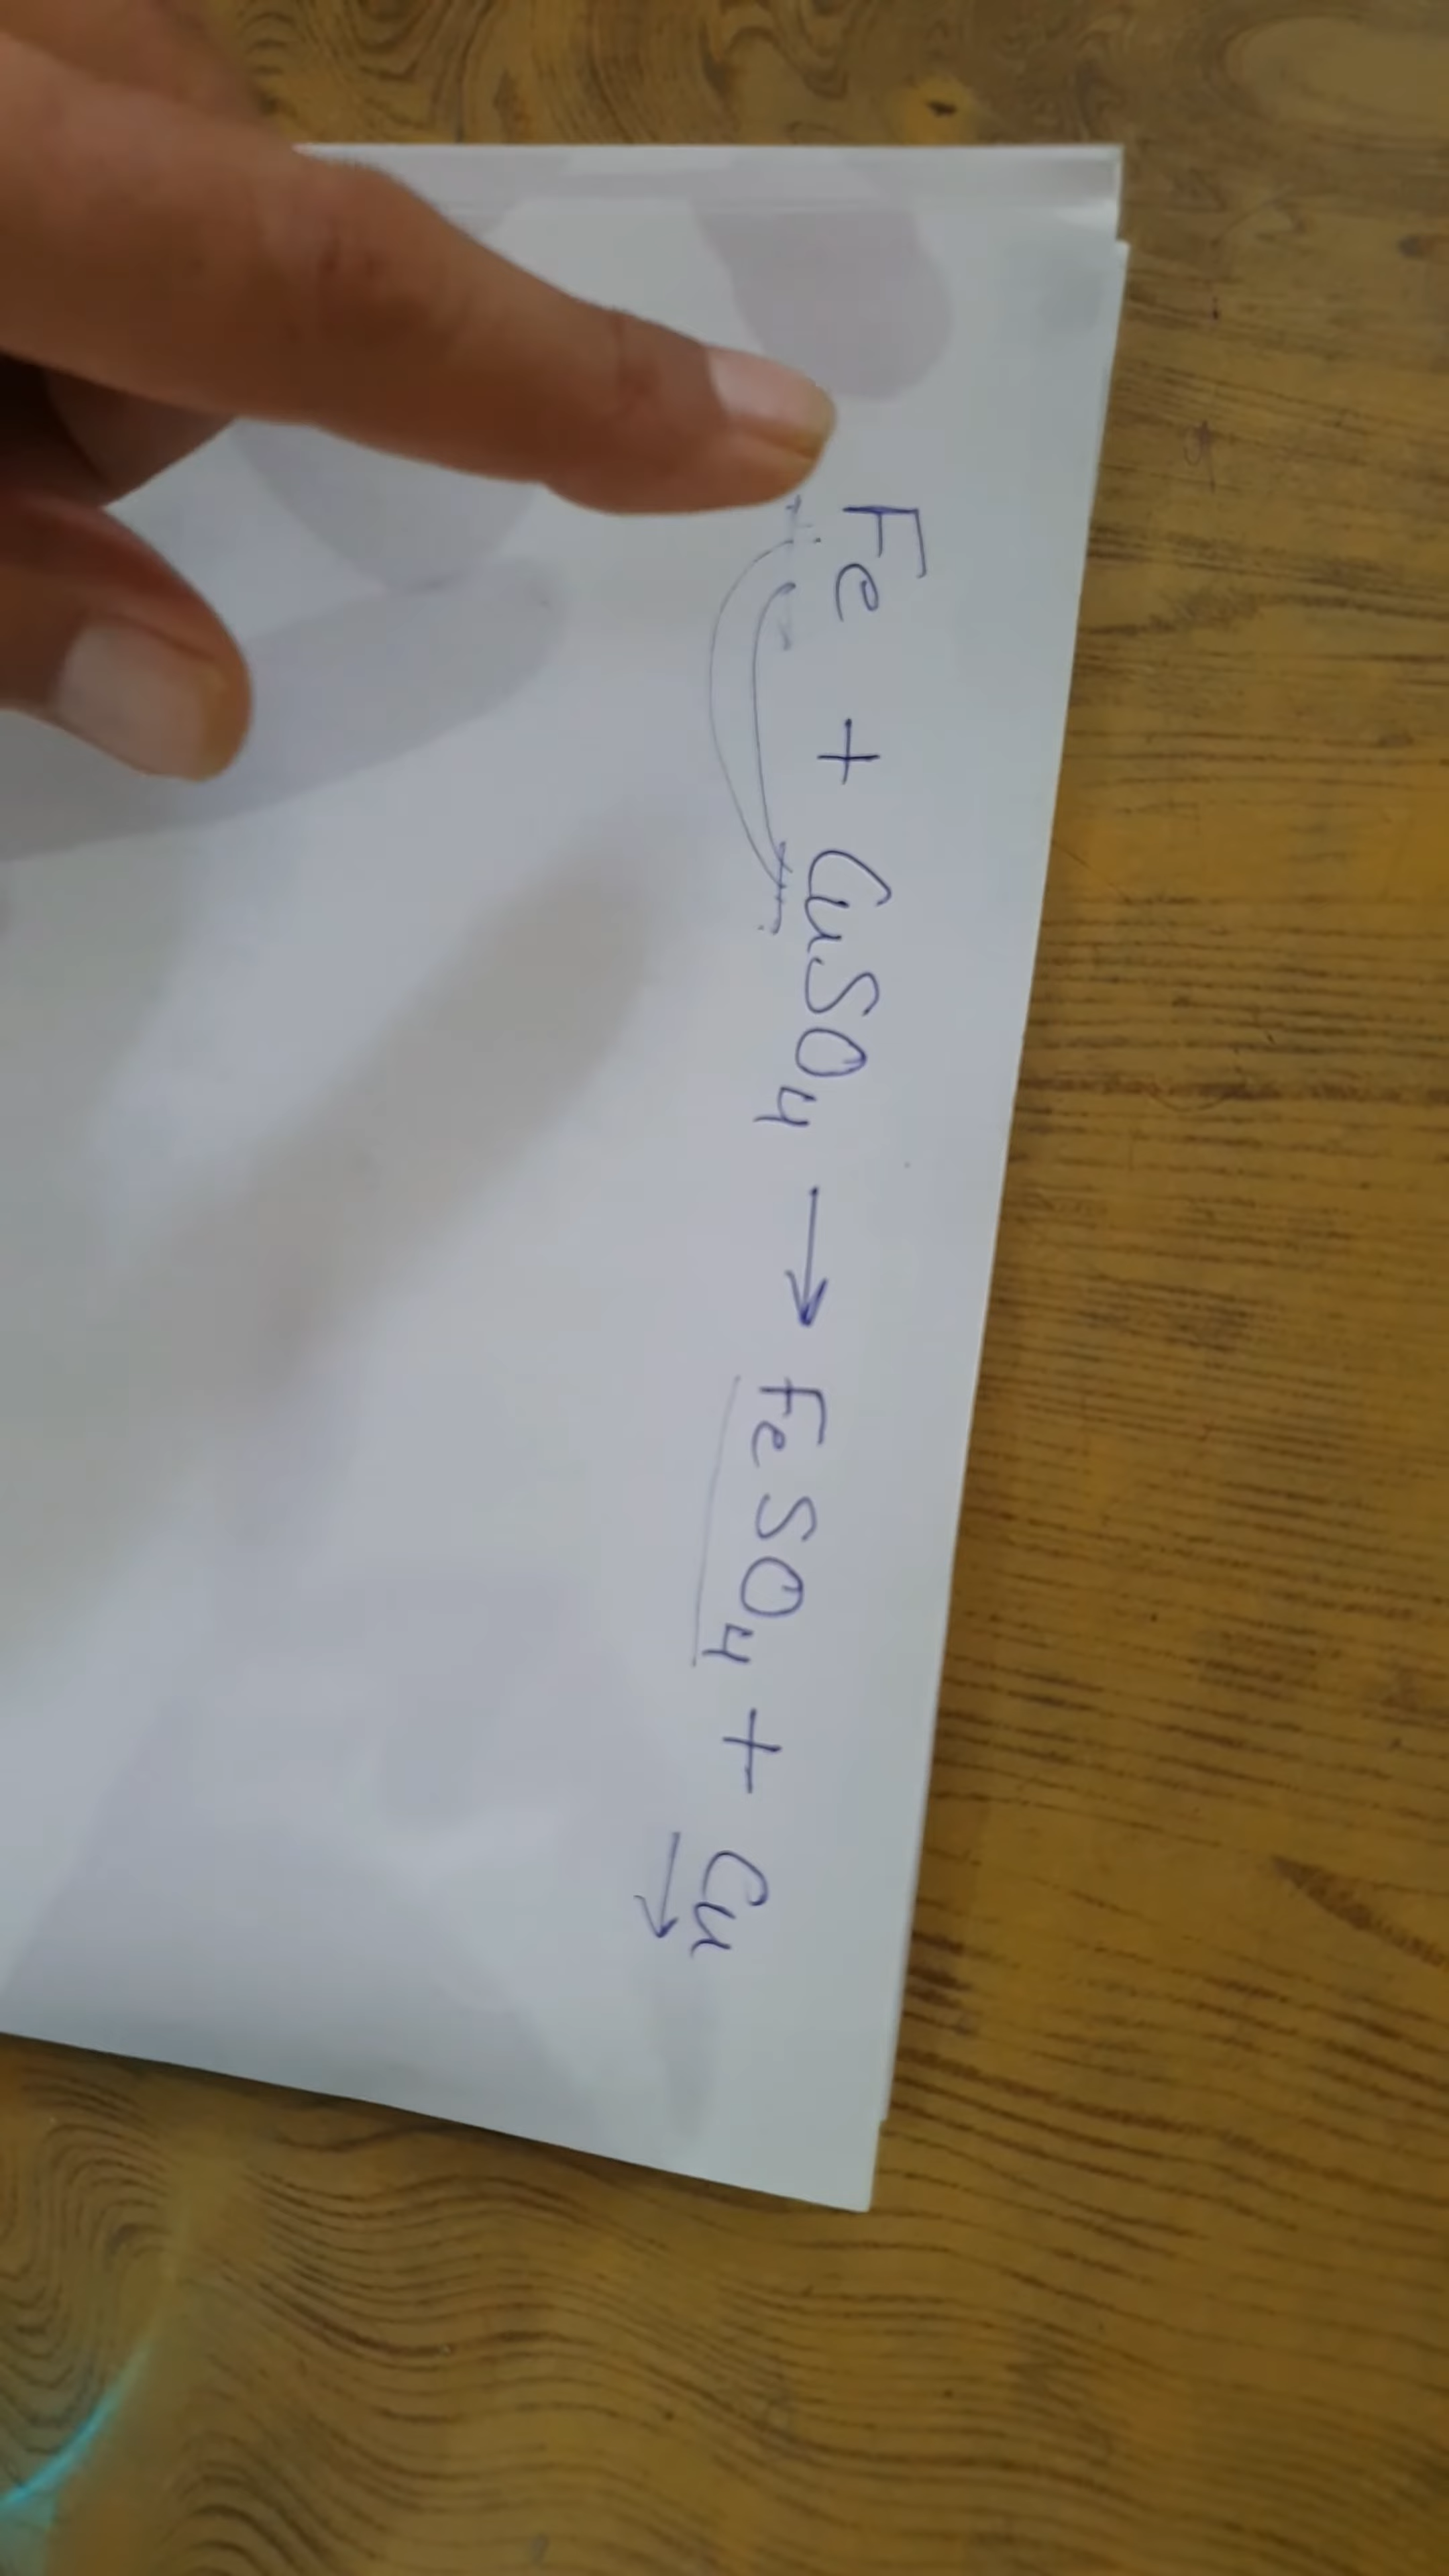 Fe + CuSO4 → FeSO4 + Cu